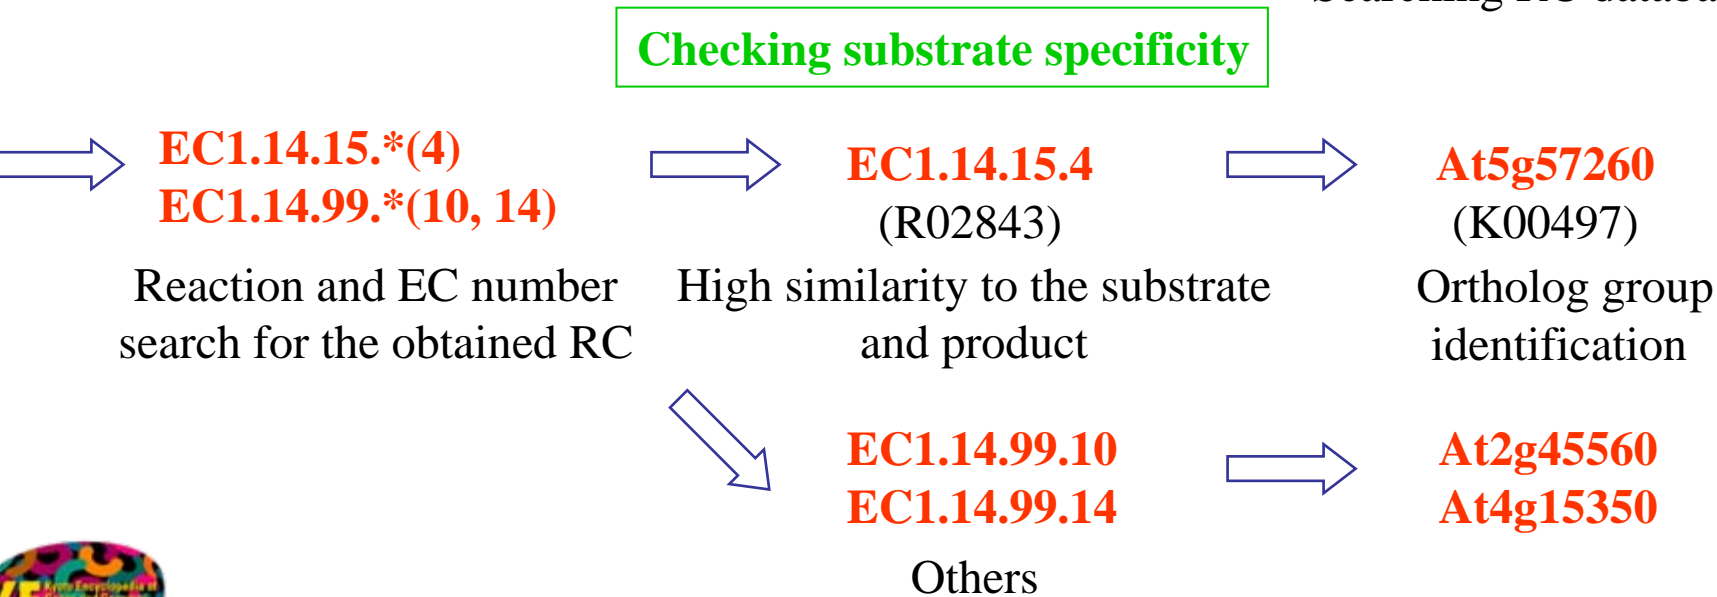 Checking substrate specificity
EC1.14.15.*(4)
EC1.14.99.*(10, 14)
Reaction and EC number
search for the obtained RC
EC1.14.15.4
(R02843)
High similarity to the substrate
and product
At5g57260
(K00497)
Ortholog group
identification
EC1.14.99.10
EC1.14.99.14
Others
At2g45560
At4g15350